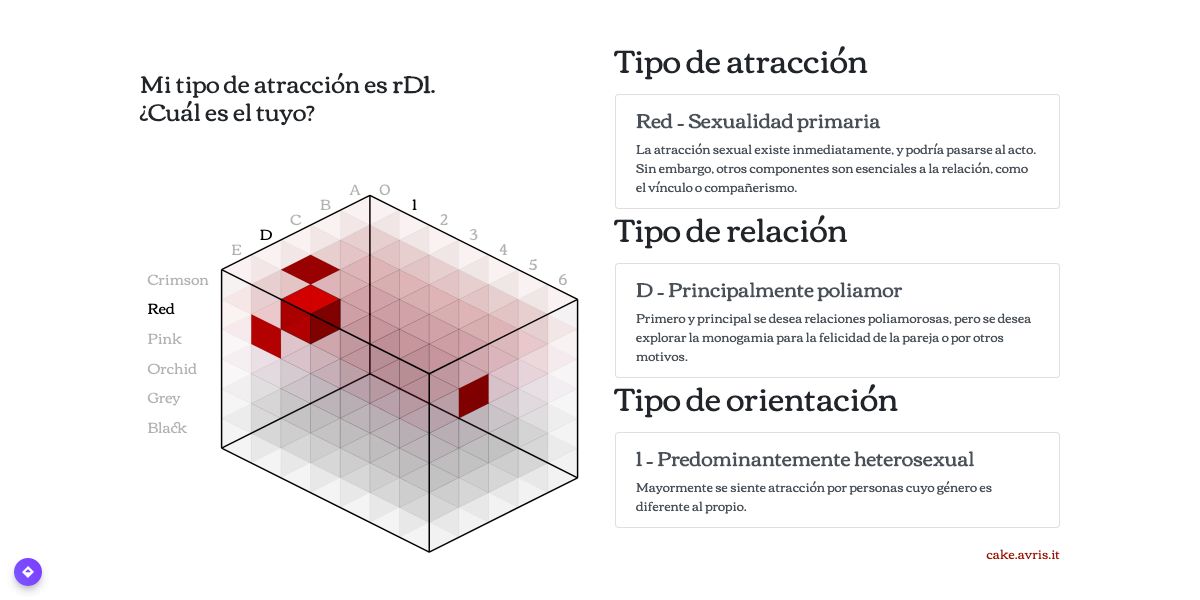 Mi tipo de atracción es rD1.
¿Cuál es el tuyo?
A
O
B
1
C
2
D
3
E
4
5
6
Crimson
Red
Pink
Orchid
Grey
Black
Tipo de atracción
Red - Sexualidad primaria
La atracción sexual existe inmediatamente, y podría pasarse al acto.
Sin embargo, otros componentes son esenciales a la relación, como
el vínculo o compañerismo.
Tipo de relación
D - Principalmente poliamor
Primero y principal se desea relaciones poliamorosas, pero se desea
explorar la monogamia para la felicidad de la pareja o por otros
motivos.
Tipo de orientación
1 - Predominantemente heterosexual
Mayormente se siente atracción por personas cuyo género es
diferente al propio.
cake.avris.it